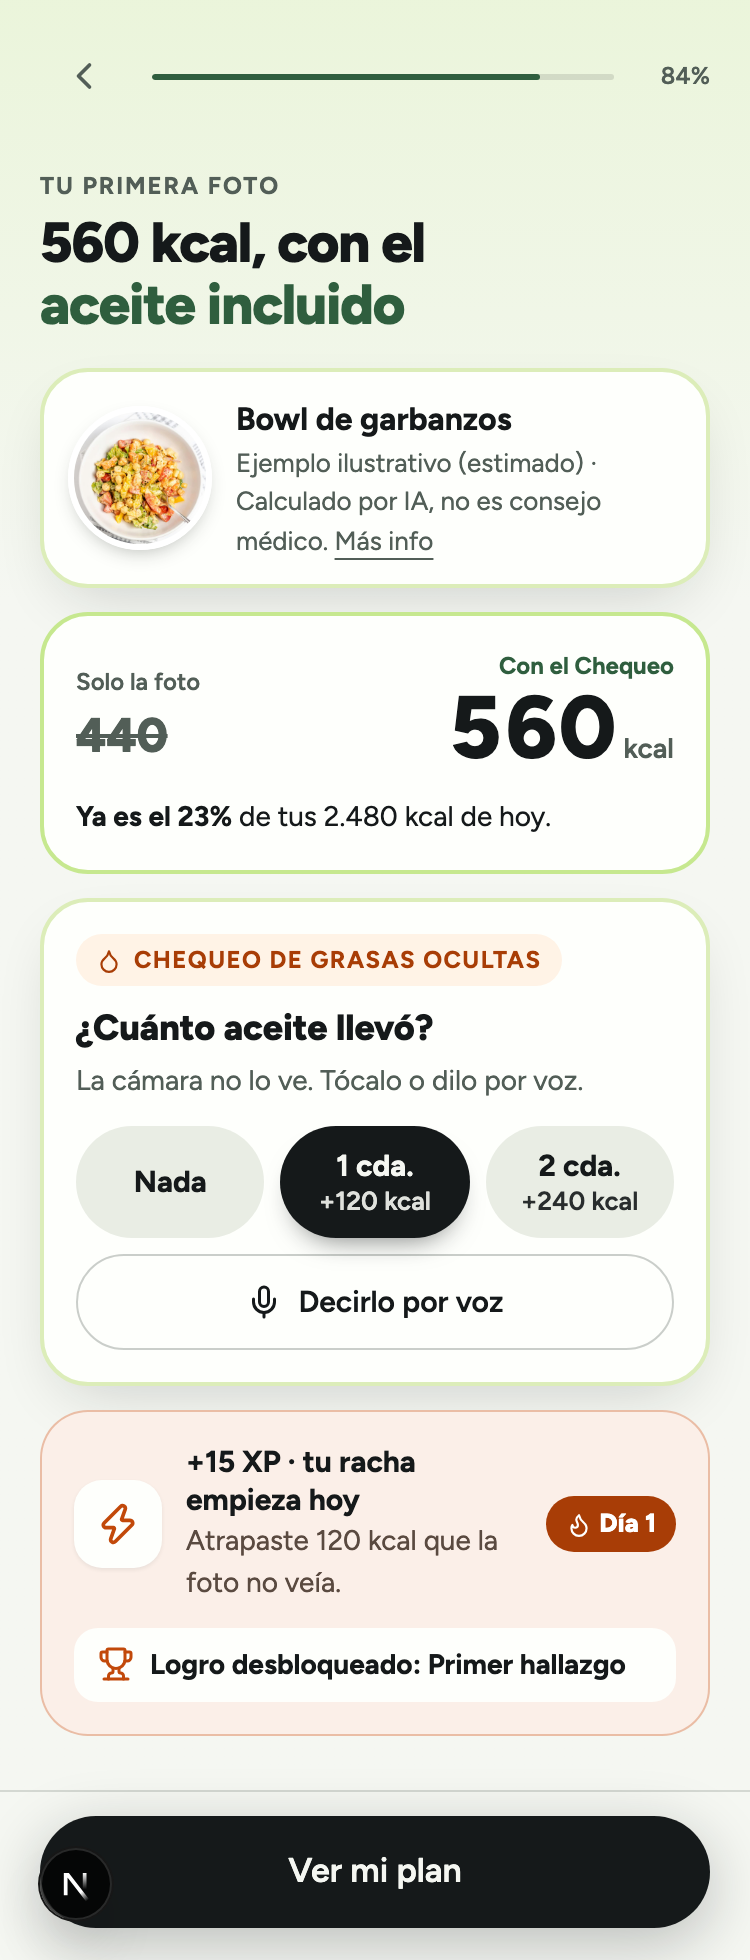 84%
TU PRIMERA FOTO
560 kcal, con el
aceite incluido
Bowl de garbanzos
Ejemplo ilustrativo (estimado) ·
Calculado por IA, no es consejo
médico. Más info
Solo la foto
440
Con el Chequeo
560 kcal
Ya es el 23% de tus 2.480 kcal de hoy.
CHEQUEO DE GRASAS OCULTAS
¿Cuánto aceite llevó?
La cámara no lo ve. Tócalo o dilo por voz.
Nada
1 cda.
+120 kcal
2 cda.
+240 kcal
Decirlo por voz
+15 XP · tu racha
empieza hoy
Atrapaste 120 kcal que la
foto no veía.
Día 1
Logro desbloqueado: Primer hallazgo
Ver mi plan
N